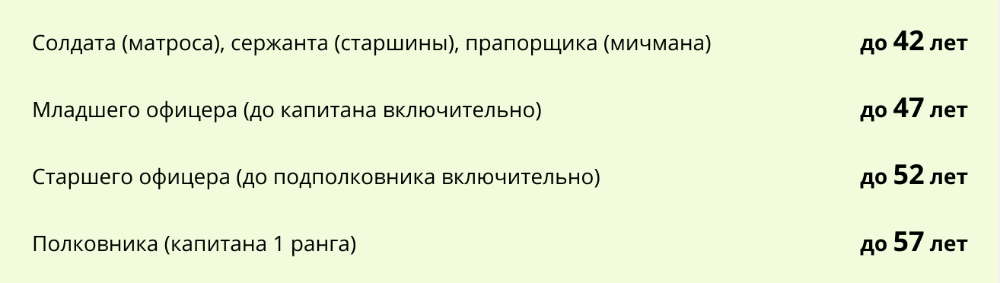 Солдата (матроса), сержанта (старшины), прапорщика (мичмана) до 42 лет
Младшего офицера (до капитана включительно) до 47 лет
Старшего офицера (до подполковника включительно) до 52 лет
Полковника (капитана 1 ранга) до 57 лет